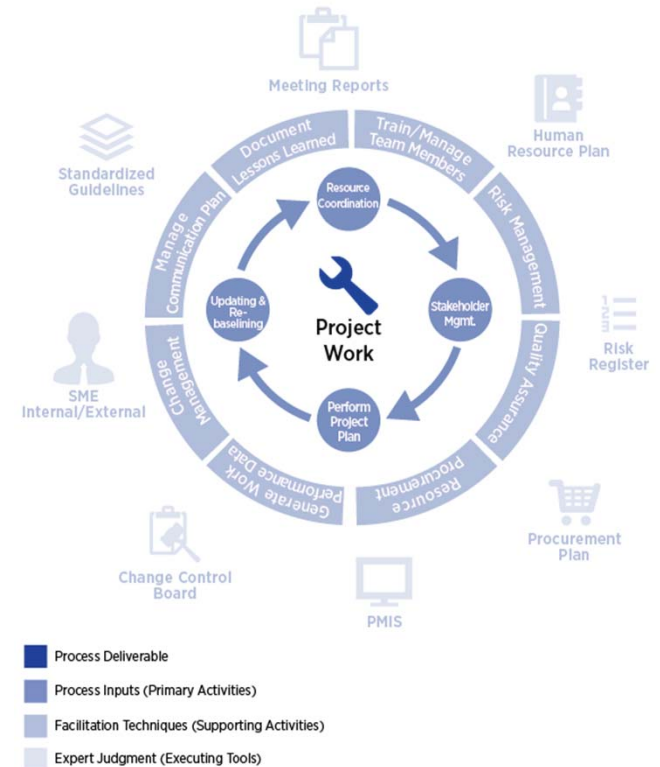 Meeting Reports
Human
Resource Plan
Standardized
Guidelines
Document
Lessons Learned
Train/Manage
Team Members
Risk Management
Quality Assurance
Resource
Procurement
Generate Work
Performance Data
Change
Management
Manage
Communication Plan
Resource
Coordination
Stakeholder
Mgmt.
Perform
Project
Plan
Updating &
Re-
baselining
Project
Work
1
2
3
Risk
Register
SME
Internal/External
Procurement
Plan
Change Control
Board
PMIS
Process Deliverable
Process Inputs (Primary Activities)
Facilitation Techniques (Supporting Activities)
Expert Judgment (Executing Tools)